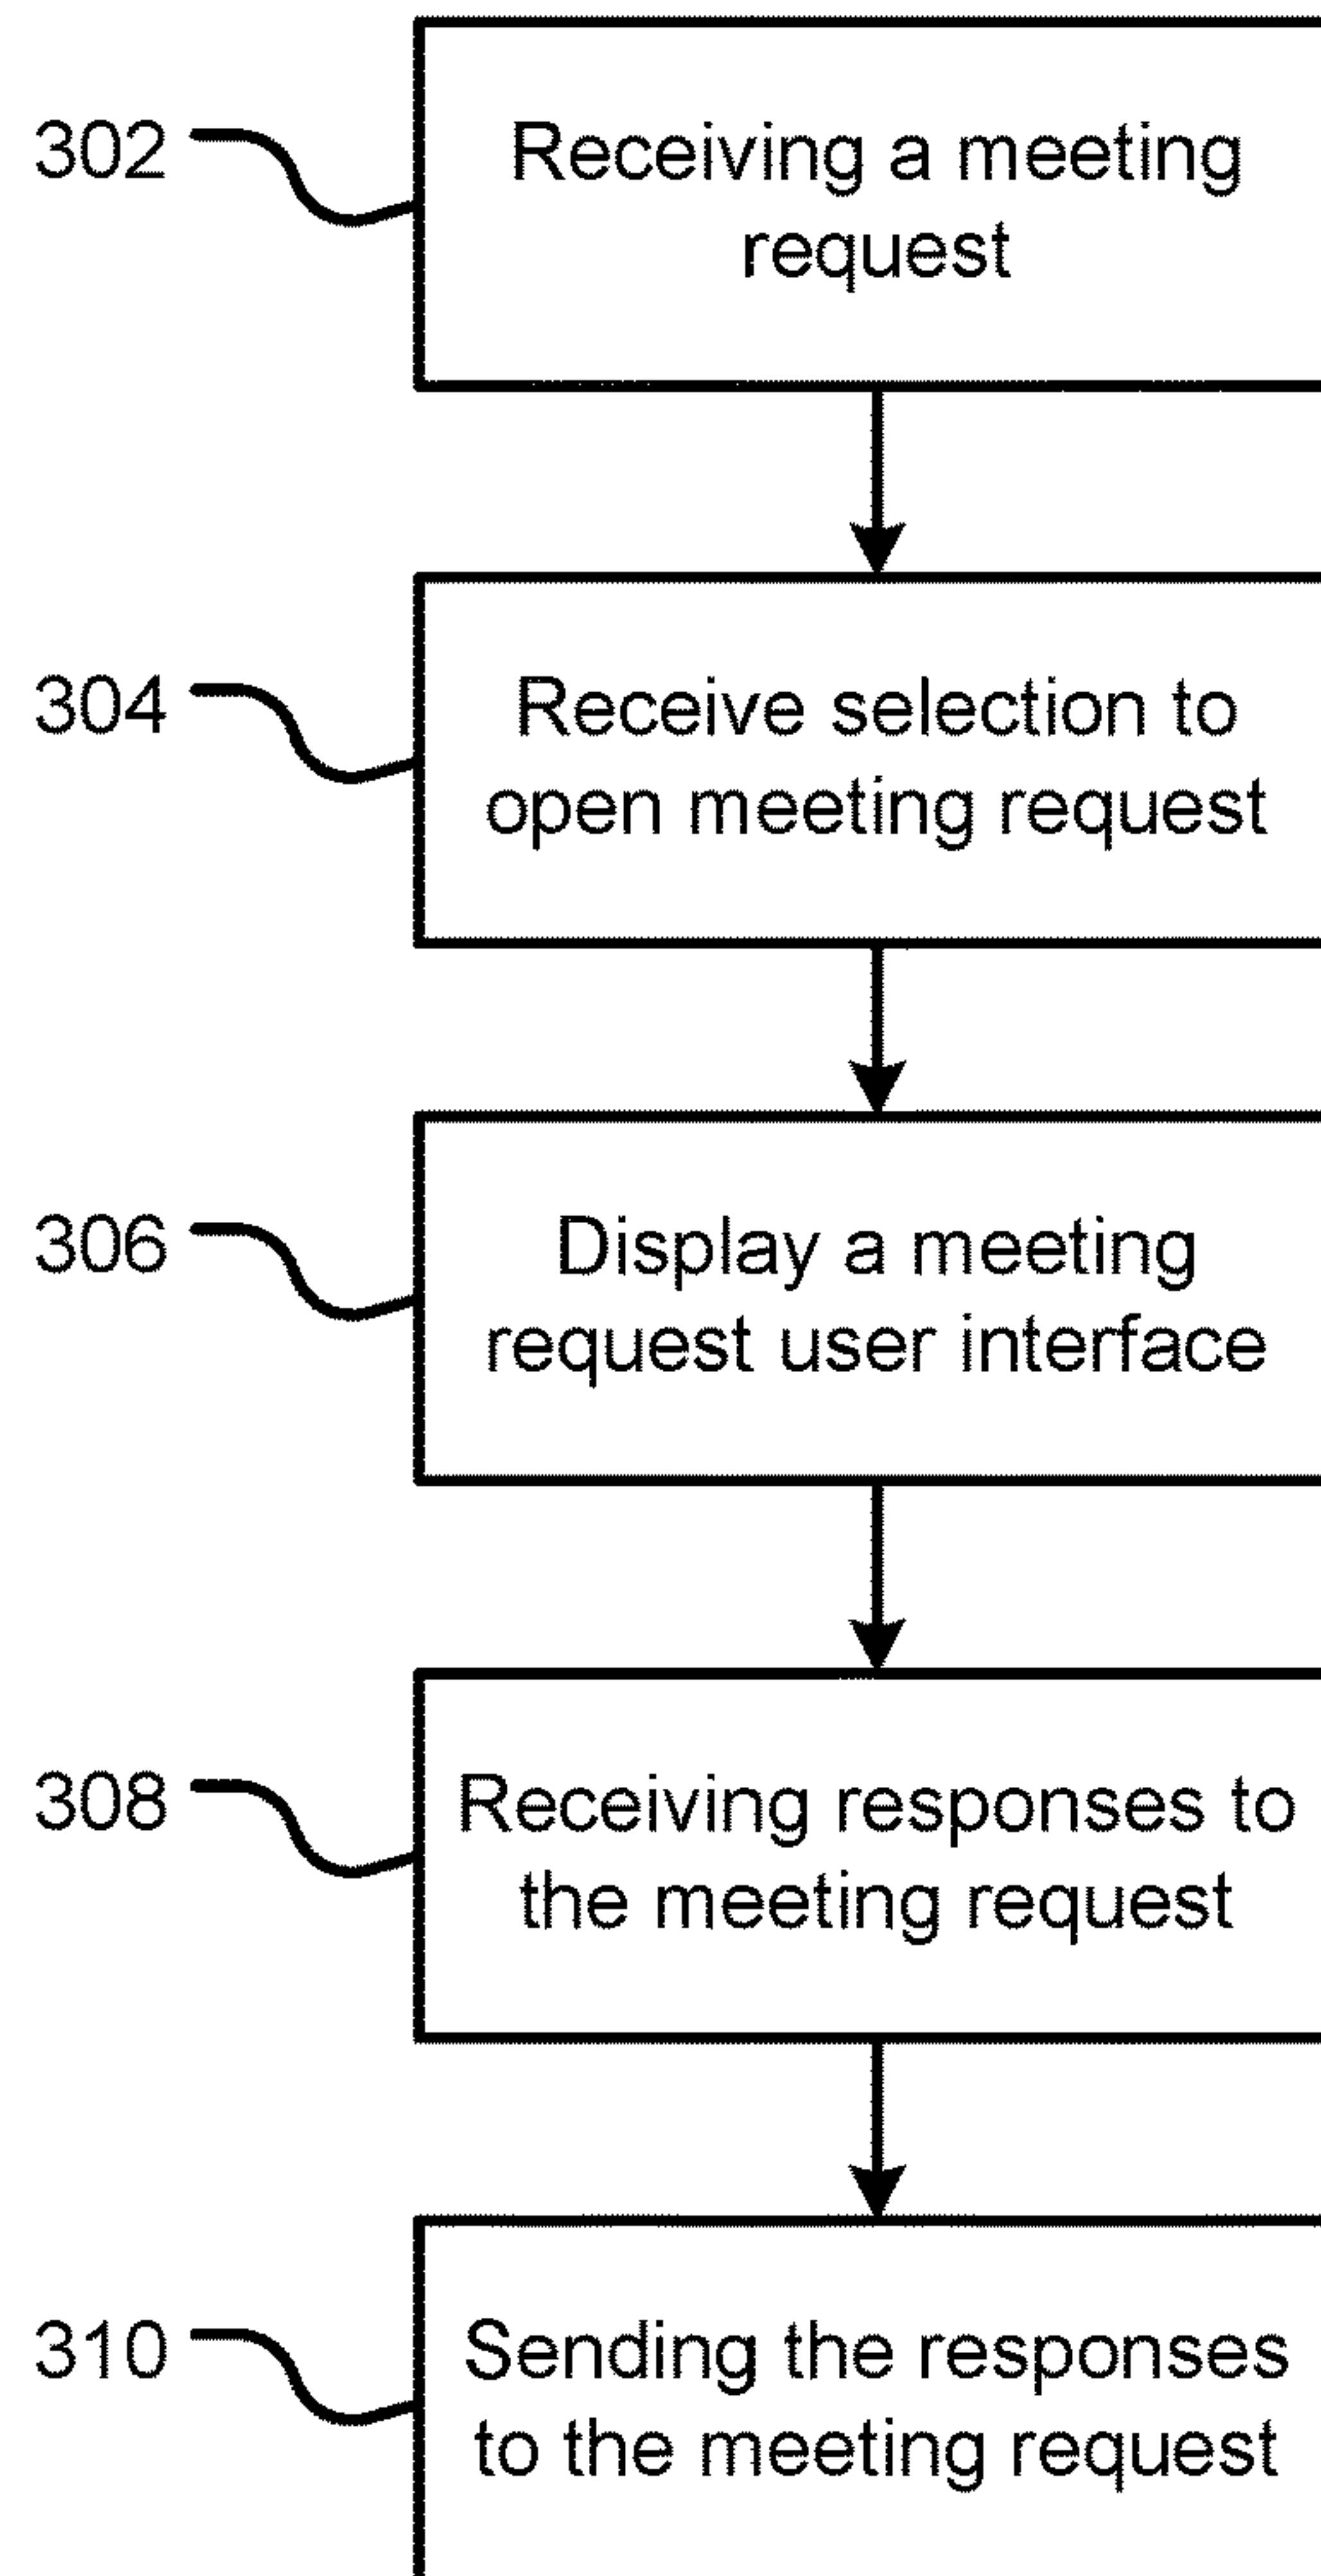 302
Receiving a meeting
request
304
Receive selection to
open meeting request
306
Display a meeting
request user interface
308
Receiving responses to
the meeting request
310
Sending the responses
to the meeting request